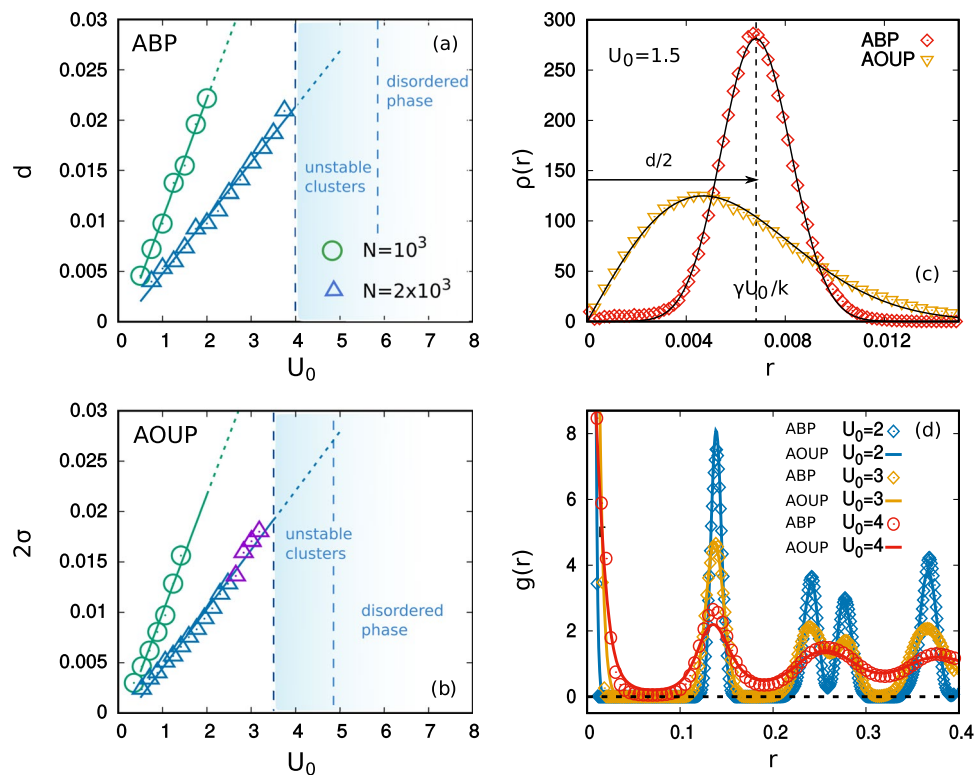 ABP
(a)
disordered
phase
unstable
clusters
N=10³
N=2x10³
d
0.03
0.025
0.02
0.015
0.01
0.005
0
0 1 2 3 4 5 6 7 8
U₀
U₀=1.5
ABP
AOUP
d/2
γU₀/k
(c)
ρ(r)
300
250
200
150
100
50
0
0 0.004 0.008 0.012
r
AOUP
unstable
clusters
disordered
phase
(b)
2σ
0.03
0.025
0.02
0.015
0.01
0.005
0
0 1 2 3 4 5 6 7 8
U₀
ABP U₀=2
AOUP U₀=2
ABP U₀=3
AOUP U₀=3
ABP U₀=4
AOUP U₀=4
(d)
g(r)
8
6
4
2
0
0 0.1 0.2 0.3 0.4
r